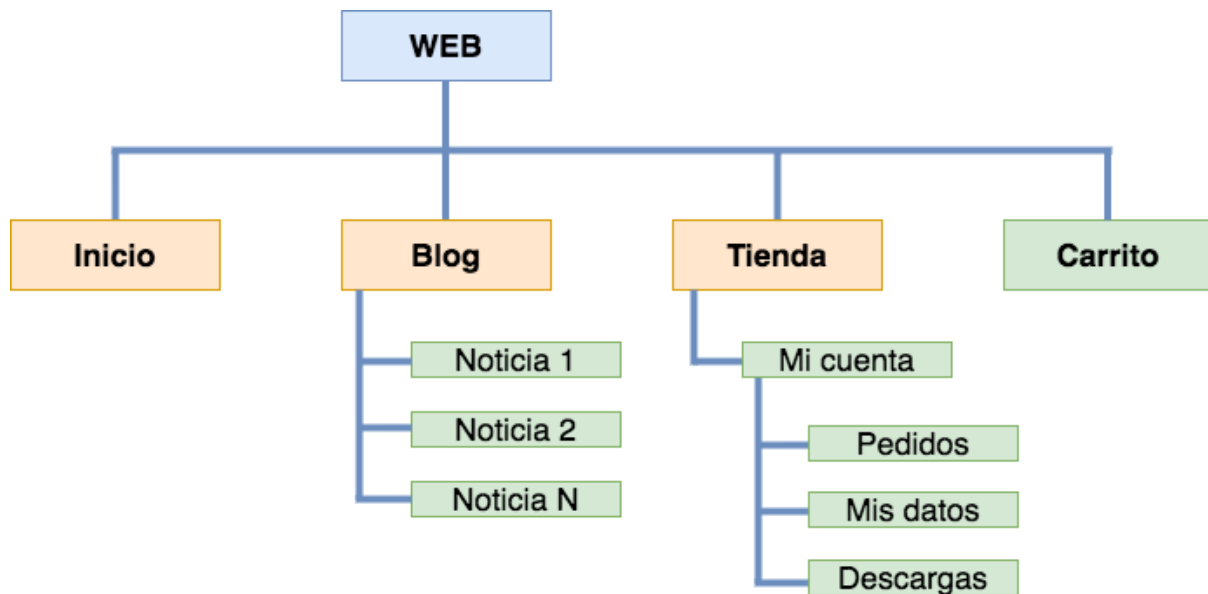 WEB
Inicio
Blog
Tienda
Carrito
Noticia 1
Noticia 2
Noticia N
Mi cuenta
Pedidos
Mis datos
Descargas